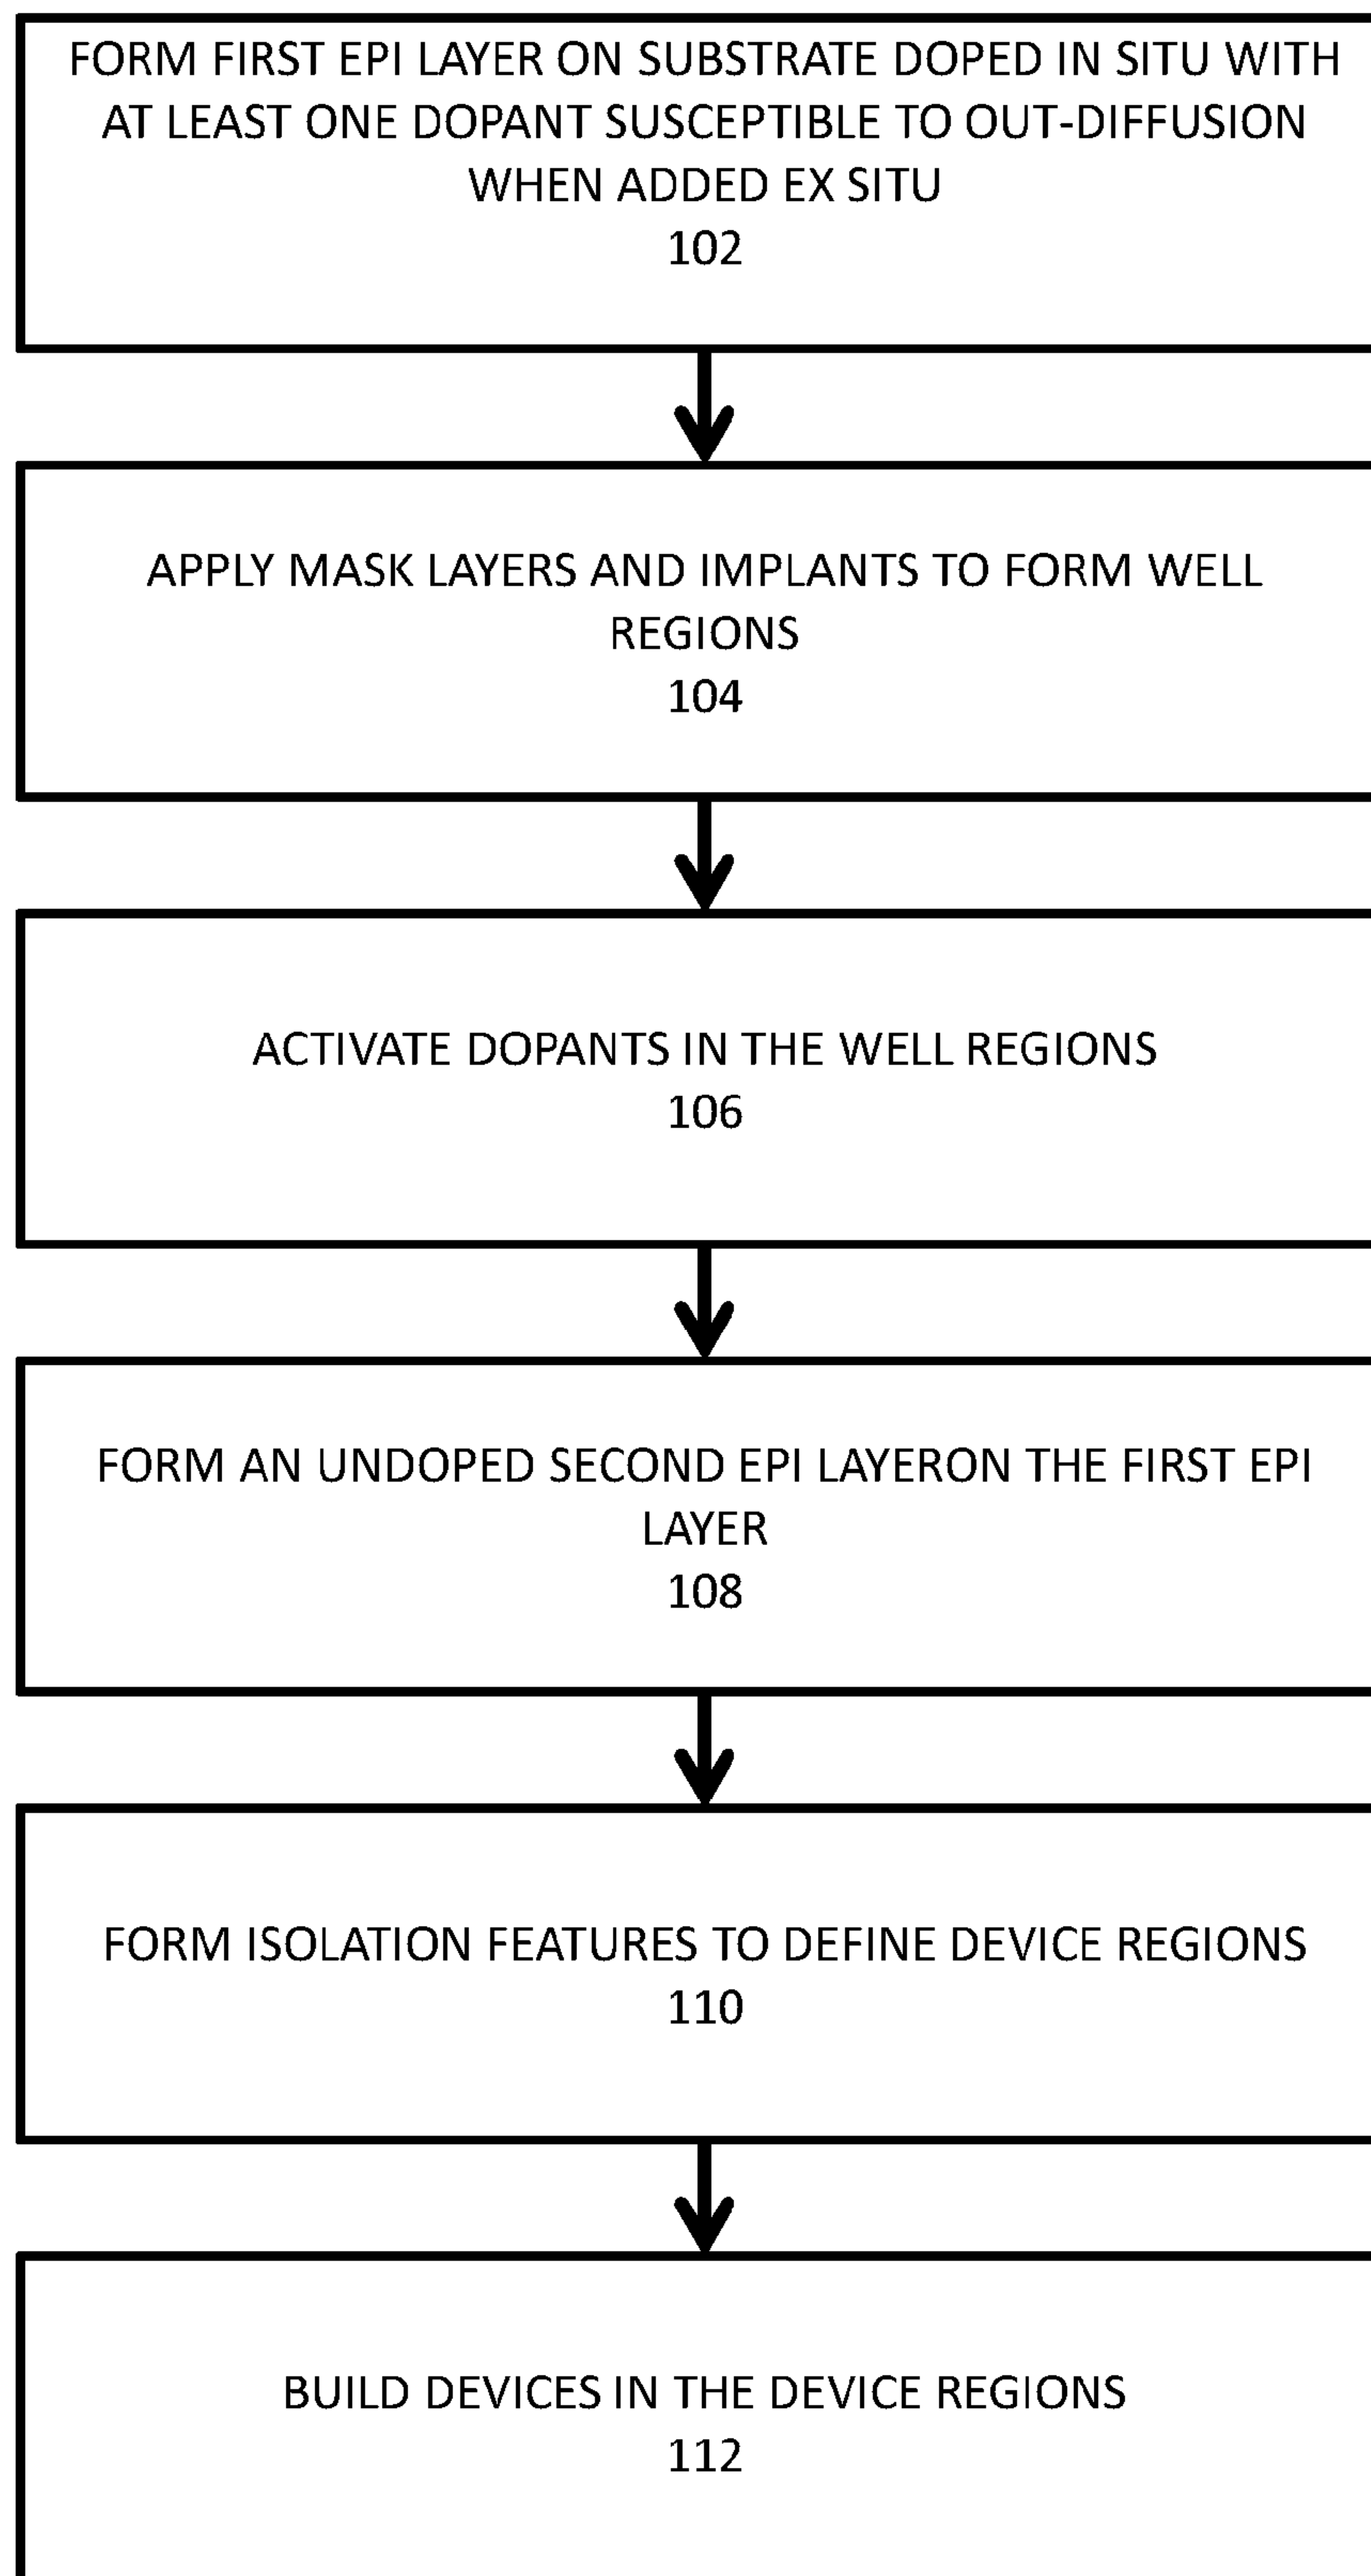 FORM FIRST EPI LAYER ON SUBSTRATE DOPED IN SITU WITH
AT LEAST ONE DOPANT SUSCEPTIBLE TO OUT-DIFFUSION
WHEN ADDED EX SITU
102
APPLY MASK LAYERS AND IMPLANTS TO FORM WELL
REGIONS
104
ACTIVATE DOPANTS IN THE WELL REGIONS
106
FORM AN UNDOPED SECOND EPI LAYERON THE FIRST EPI
LAYER
108
FORM ISOLATION FEATURES TO DEFINE DEVICE REGIONS
110
BUILD DEVICES IN THE DEVICE REGIONS
112